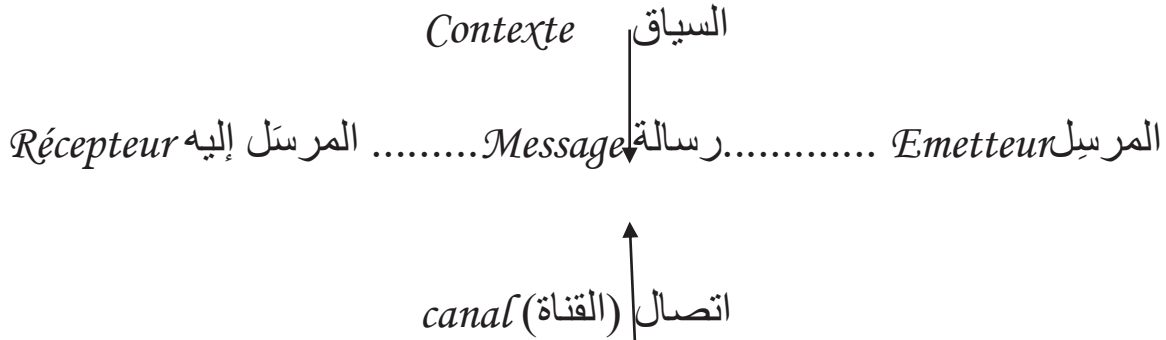 السياق Contexte
المرسِل Emetteur .............رسالة Message......... المرسَل إليه Récepteur
اتصال (القناة) canal